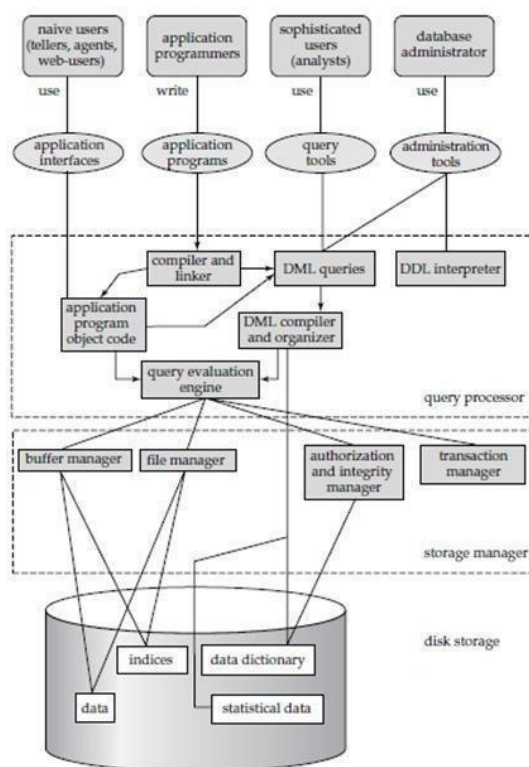 naive users
(tellers, agents,
web-users)
application
programmers
sophisticated
users
(analysts)
database
administrator
use
write
use
use
application
interfaces
application
programs
query
tools
administration
tools
compiler and
linker
DML queries
DDL interpreter
application
program
object code
DML compiler
and organizer
query evaluation
engine
query processor
buffer manager
file manager
authorization
and integrity
manager
transaction
manager
storage manager
disk storage
indices
data dictionary
data
statistical data